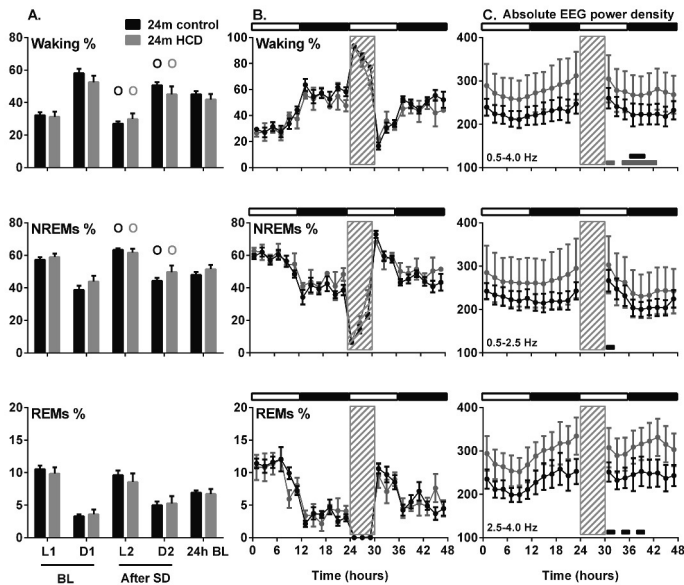 A.
24m control
24m HCD
Waking %
80
60
40
20
0
O O
O O
NREMs %
80
60
40
20
0
O O
O O
REMs %
20
15
10
5
0
L1 D1 L2 D2 24h BL
BL After SD
B.
Waking %
100
80
60
40
20
0
NREMs %
80
60
40
20
0
REMs %
20
15
10
5
0
0 6 12 18 24 30 36 42 48
Time (hours)
C. Absolute EEG power density
400
300
200
100
0.5-4.0 Hz
400
300
200
100
0.5-2.5 Hz
400
300
200
100
2.5-4.0 Hz
0 6 12 18 24 30 36 42 48
Time (hours)